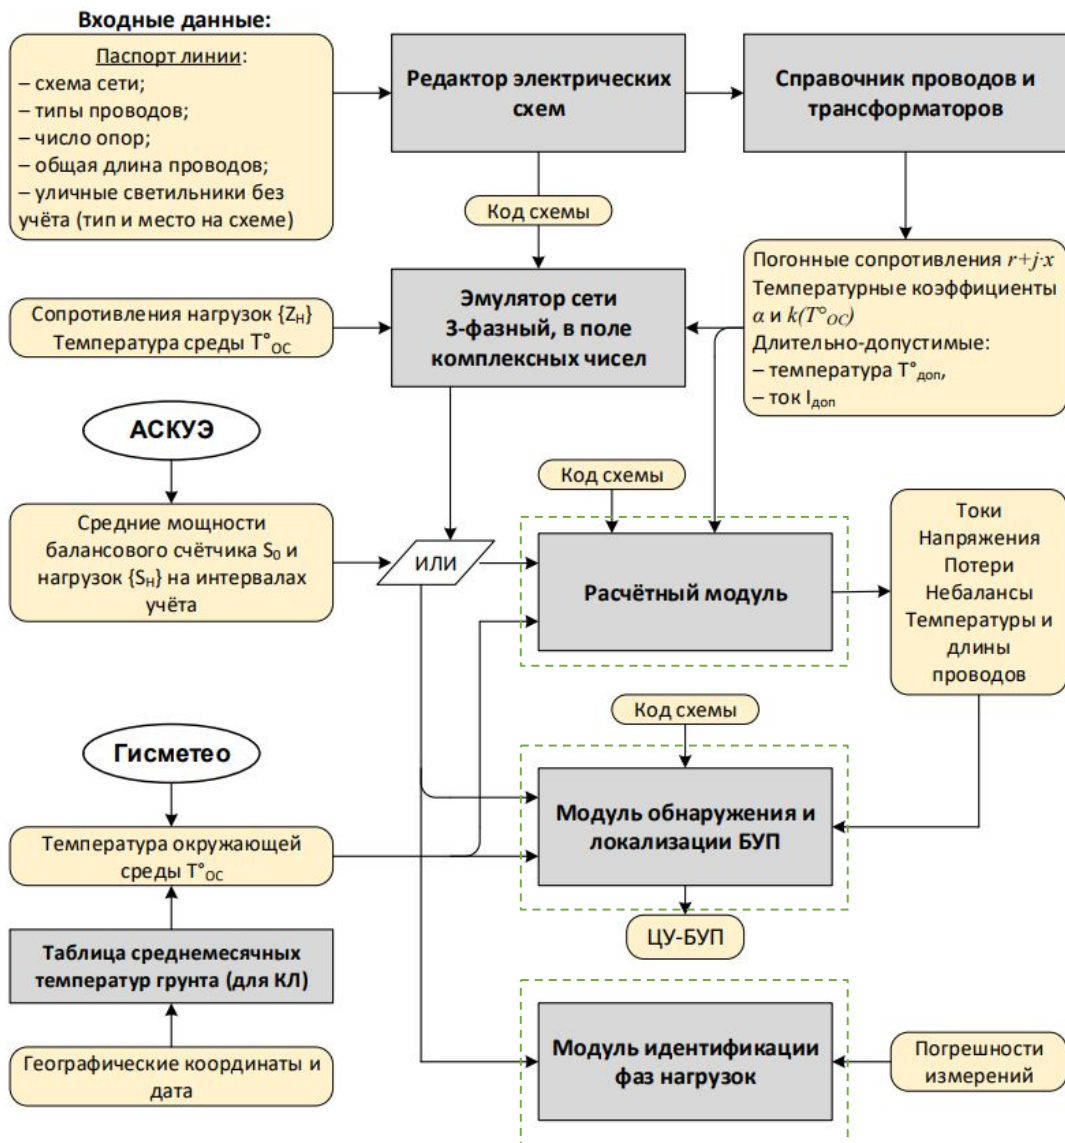 Входные данные:
Паспорт линии:
– схема сети;
– типы проводов;
– число опор;
– общая длина проводов;
– уличные светильники без
учёта (тип и место на схеме)
Редактор электрических
схем
Справочник проводов и
трансформаторов
Код схемы
Погонные сопротивления r+j·x
Температурные коэффициенты
α и k(T°ОС)
Длительно-допустимые:
– температура T°доп,
– ток Iдоп
Сопротивления нагрузок {ZН}
Температура среды T°ОС
Эмулятор сети
3-фазный, в поле
комплексных чисел
АСКУЭ
Средние мощности
балансового счётчика S0 и
нагрузок {SН} на интервалах
учёта
ИЛИ
Код схемы
Расчётный модуль
Токи
Напряжения
Потери
Небалансы
Температуры и
длины
проводов
Код схемы
Гисметео
Температура окружающей
среды T°ОС
Модуль обнаружения и
локализации БУП
ЦУ-БУП
Таблица среднемесячных
температур грунта (для КЛ)
Географические координаты и
дата
Модуль идентификации
фаз нагрузок
Погрешности
измерений